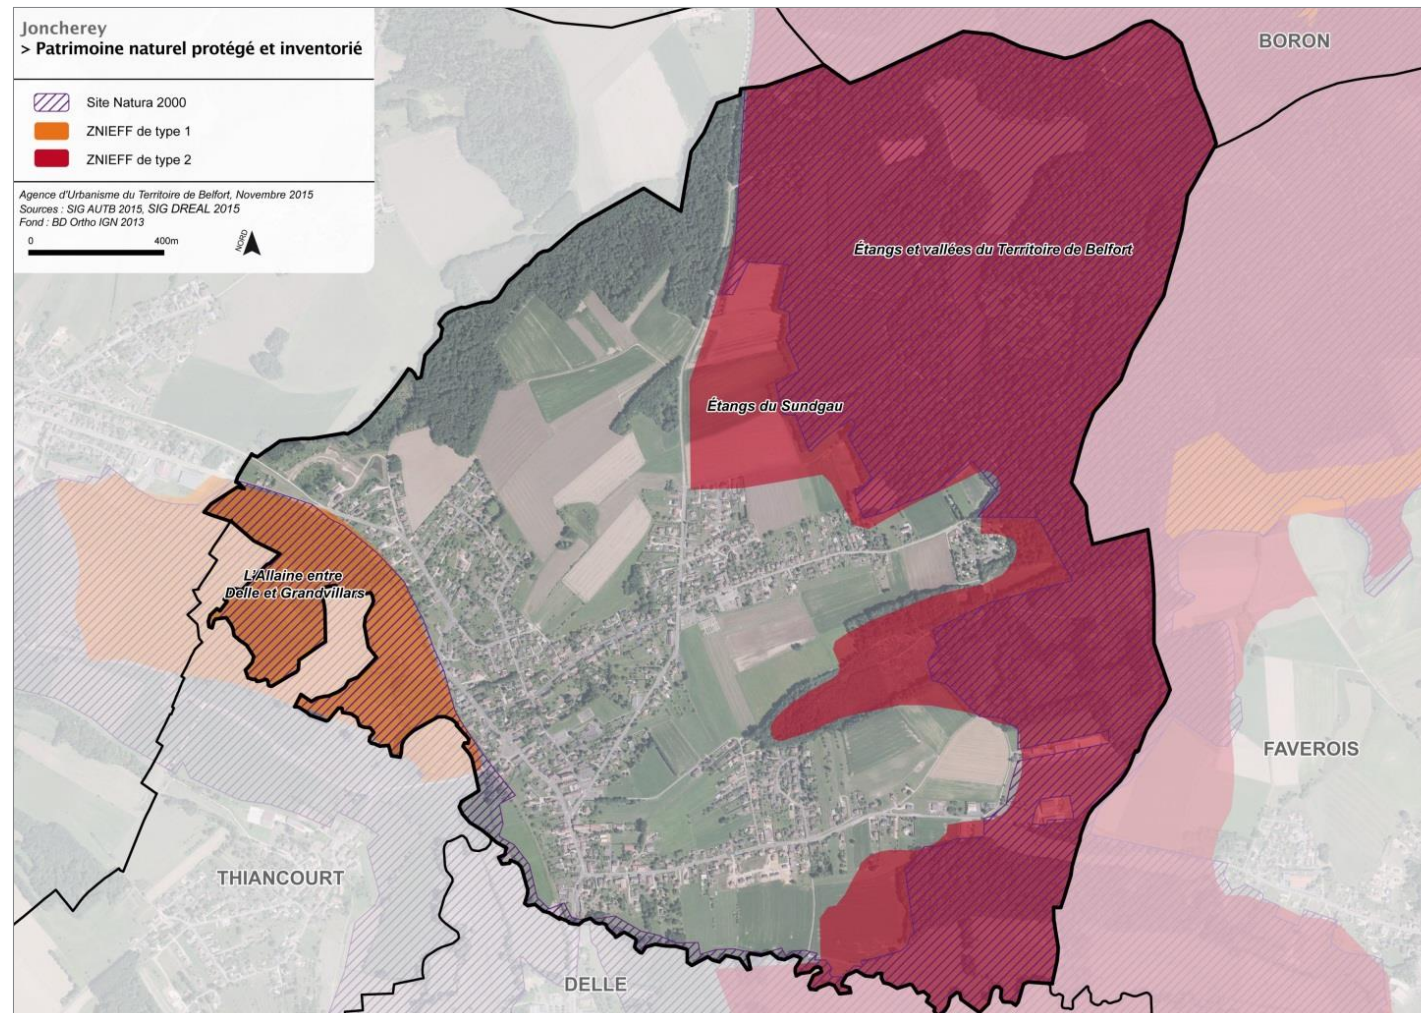 Joncherey
> Patrimoine naturel protégé et inventorié
Site Natura 2000
ZNIEFF de type 1
ZNIEFF de type 2
Agence d'Urbanisme du Territoire de Belfort, Novembre 2015
Sources : SIG AUTB 2015, SIG DREAL 2015
Fond : BD Ortho IGN 2013
0 400m
NORD
BORON
Étangs et vallées du Territoire de Belfort
Étangs du Sundgau
L'Allaine entre
Delle et Grandvillars
FAVEROIS
THIANCOURT
DELLE